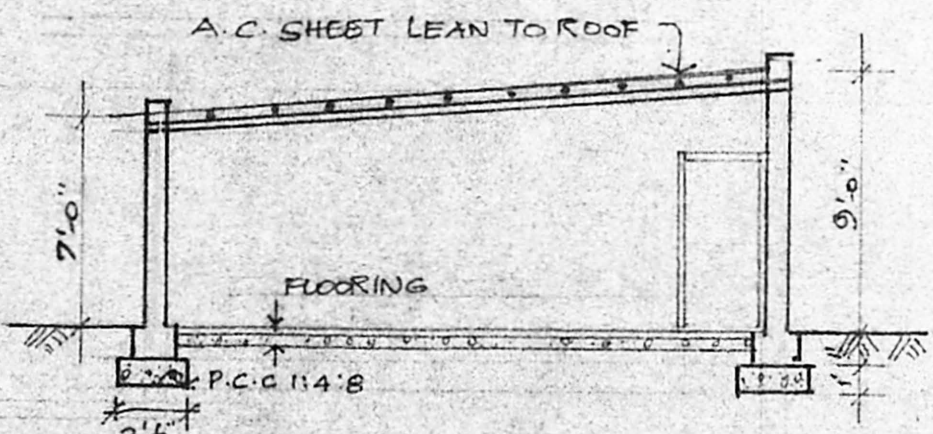 A.C. SHEET LEAN TO ROOF
7'-0"
9'-0"
FLOORING
P.C.C 1:4:8